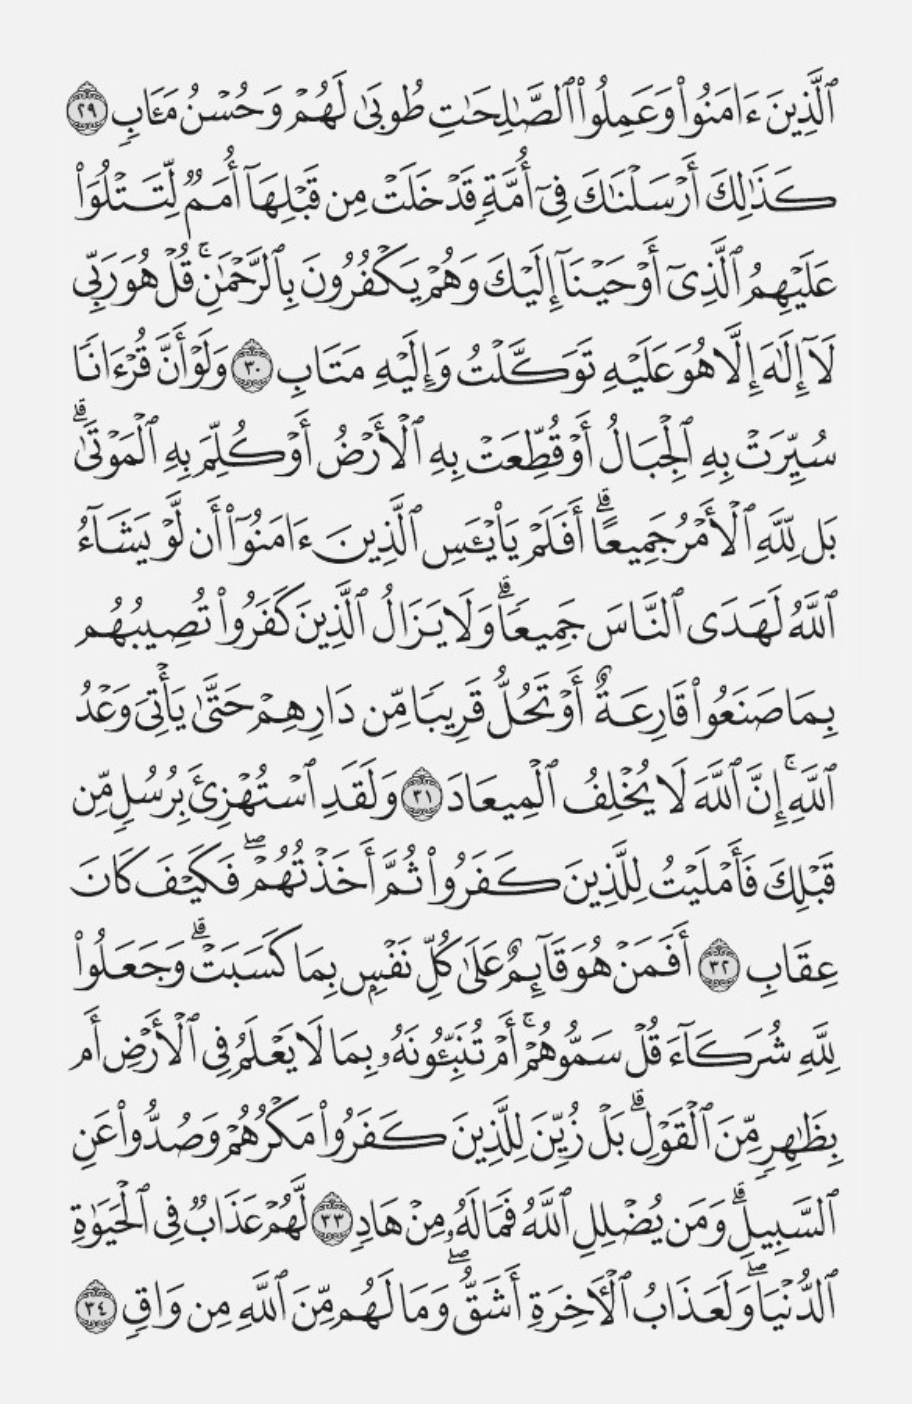 ٱلَّذِينَ ءَامَنُوا۟ وَعَمِلُوا۟ ٱلصَّـٰلِحَـٰتِ طُوبَىٰ لَهُمْ وَحُسْنُ مَـَٔابٍ ٢٩
كَذَٰلِكَ أَرْسَلْنَـٰكَ فِىٓ أُمَّةٍ قَدْ خَلَتْ مِن قَبْلِهَآ أُمَمٌ لِّتَتْلُوَا۟
عَلَيْهِمُ ٱلَّذِىٓ أَوْحَيْنَآ إِلَيْكَ وَهُمْ يَكْفُرُونَ بِٱلرَّحْمَـٰنِ ۚ قُلْ هُوَ رَبِّى
لَآ إِلَـٰهَ إِلَّا هُوَ عَلَيْهِ تَوَكَّلْتُ وَإِلَيْهِ مَتَابِ ٣٠ وَلَوْ أَنَّ قُرْءَانًا
سُيِّرَتْ بِهِ ٱلْجِبَالُ أَوْ قُطِّعَتْ بِهِ ٱلْأَرْضُ أَوْ كُلِّمَ بِهِ ٱلْمَوْتَىٰ ۗ
بَل لِّلَّهِ ٱلْأَمْرُ جَمِيعًا ۗ أَفَلَمْ يَا۟يْـَٔسِ ٱلَّذِينَ ءَامَنُوٓا۟ أَن لَّوْ يَشَآءُ
ٱللَّهُ لَهَدَى ٱلنَّاسَ جَمِيعًا ۗ وَلَا يَزَالُ ٱلَّذِينَ كَفَرُوا۟ تُصِيبُهُم
بِمَا صَنَعُوا۟ قَارِعَةٌ أَوْ تَحُلُّ قَرِيبًا مِّن دَارِهِمْ حَتَّىٰ يَأْتِىَ وَعْدُ
ٱللَّهِ ۚ إِنَّ ٱللَّهَ لَا يُخْلِفُ ٱلْمِيعَادَ ٣١ وَلَقَدِ ٱسْتُهْزِئَ بِرُسُلٍ مِّن
قَبْلِكَ فَأَمْلَيْتُ لِلَّذِينَ كَفَرُوا۟ ثُمَّ أَخَذْتُهُمْ ۖ فَكَيْفَ كَانَ
عِقَابِ ٣٢ أَفَمَنْ هُوَ قَآئِمٌ عَلَىٰ كُلِّ نَفْسٍۭ بِمَا كَسَبَتْ ۗ وَجَعَلُوا۟
لِلَّهِ شُرَكَآءَ قُلْ سَمُّوهُمْ ۚ أَمْ تُنَبِّـُٔونَهُۥ بِمَا لَا يَعْلَمُ فِى ٱلْأَرْضِ أَم
بِظَـٰهِرٍ مِّنَ ٱلْقَوْلِ ۗ بَلْ زُيِّنَ لِلَّذِينَ كَفَرُوا۟ مَكْرُهُمْ وَصُدُّوا۟ عَنِ
ٱلسَّبِيلِ ۗ وَمَن يُضْلِلِ ٱللَّهُ فَمَا لَهُۥ مِنْ هَادٍ ٣٣ لَّهُمْ عَذَابٌ فِى ٱلْحَيَوٰةِ
ٱلدُّنْيَا ۖ وَلَعَذَابُ ٱلْـَٔاخِرَةِ أَشَقُّ ۖ وَمَا لَهُم مِّنَ ٱللَّهِ مِن وَاقٍ ٣٤